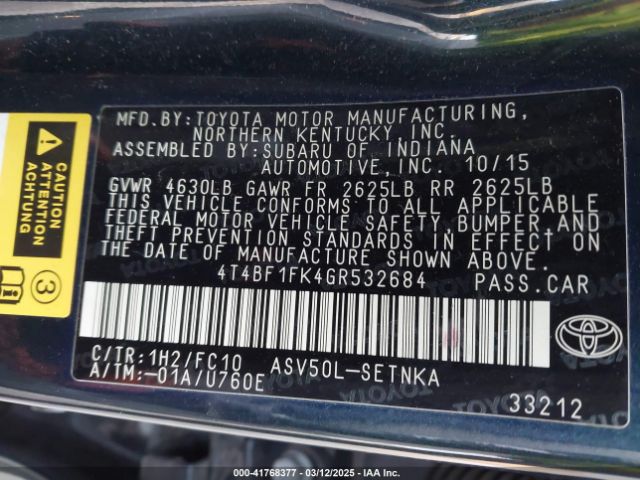 MFD.BY:TOYOTA MOTOR MANUFACTURING,
NORTHERN KENTUCKY,INC.
ASSEMBLED BY:SUBARU OF INDIANA
AUTOMOTIVE,INC. 10/15
GVWR 4630LB GAWR FR 2625LB RR 2625LB
THIS VEHICLE CONFORMS TO ALL APPLICABLE
FEDERAL MOTOR VEHICLE SAFETY,BUMPER,AND
THEFT PREVENTION STANDARDS IN EFFECT ON
THE DATE OF MANUFACTURE SHOWN ABOVE.
4T4BF1FK4GR532684 PASS.CAR
C/TR:1H2/FC10 ASV50L-SETNKA
A/TM:-01A/U760E
TOYOTA
33212
CAUTION
ATTENTION
3
000-41768377 - 03/12/2025 - IAA Inc.